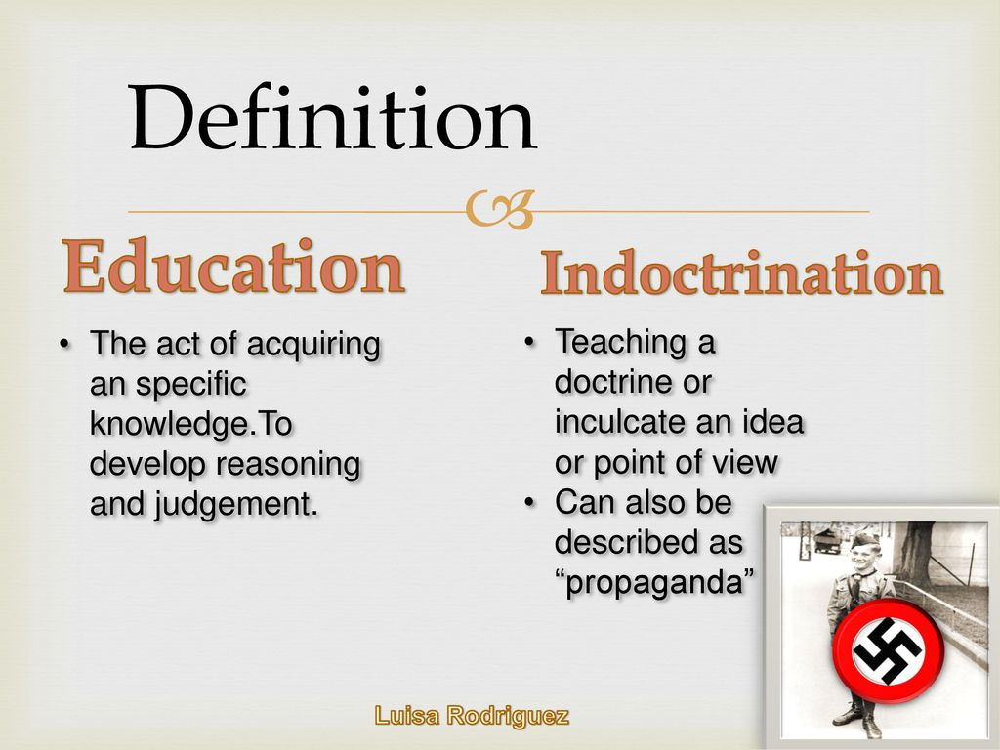 Definition
Education
• The act of acquiring
an specific
knowledge.To
develop reasoning
and judgement.
Indoctrination
• Teaching a
doctrine or
inculcate an idea
or point of view
• Can also be
described as
“propaganda”
Luisa Rodriguez